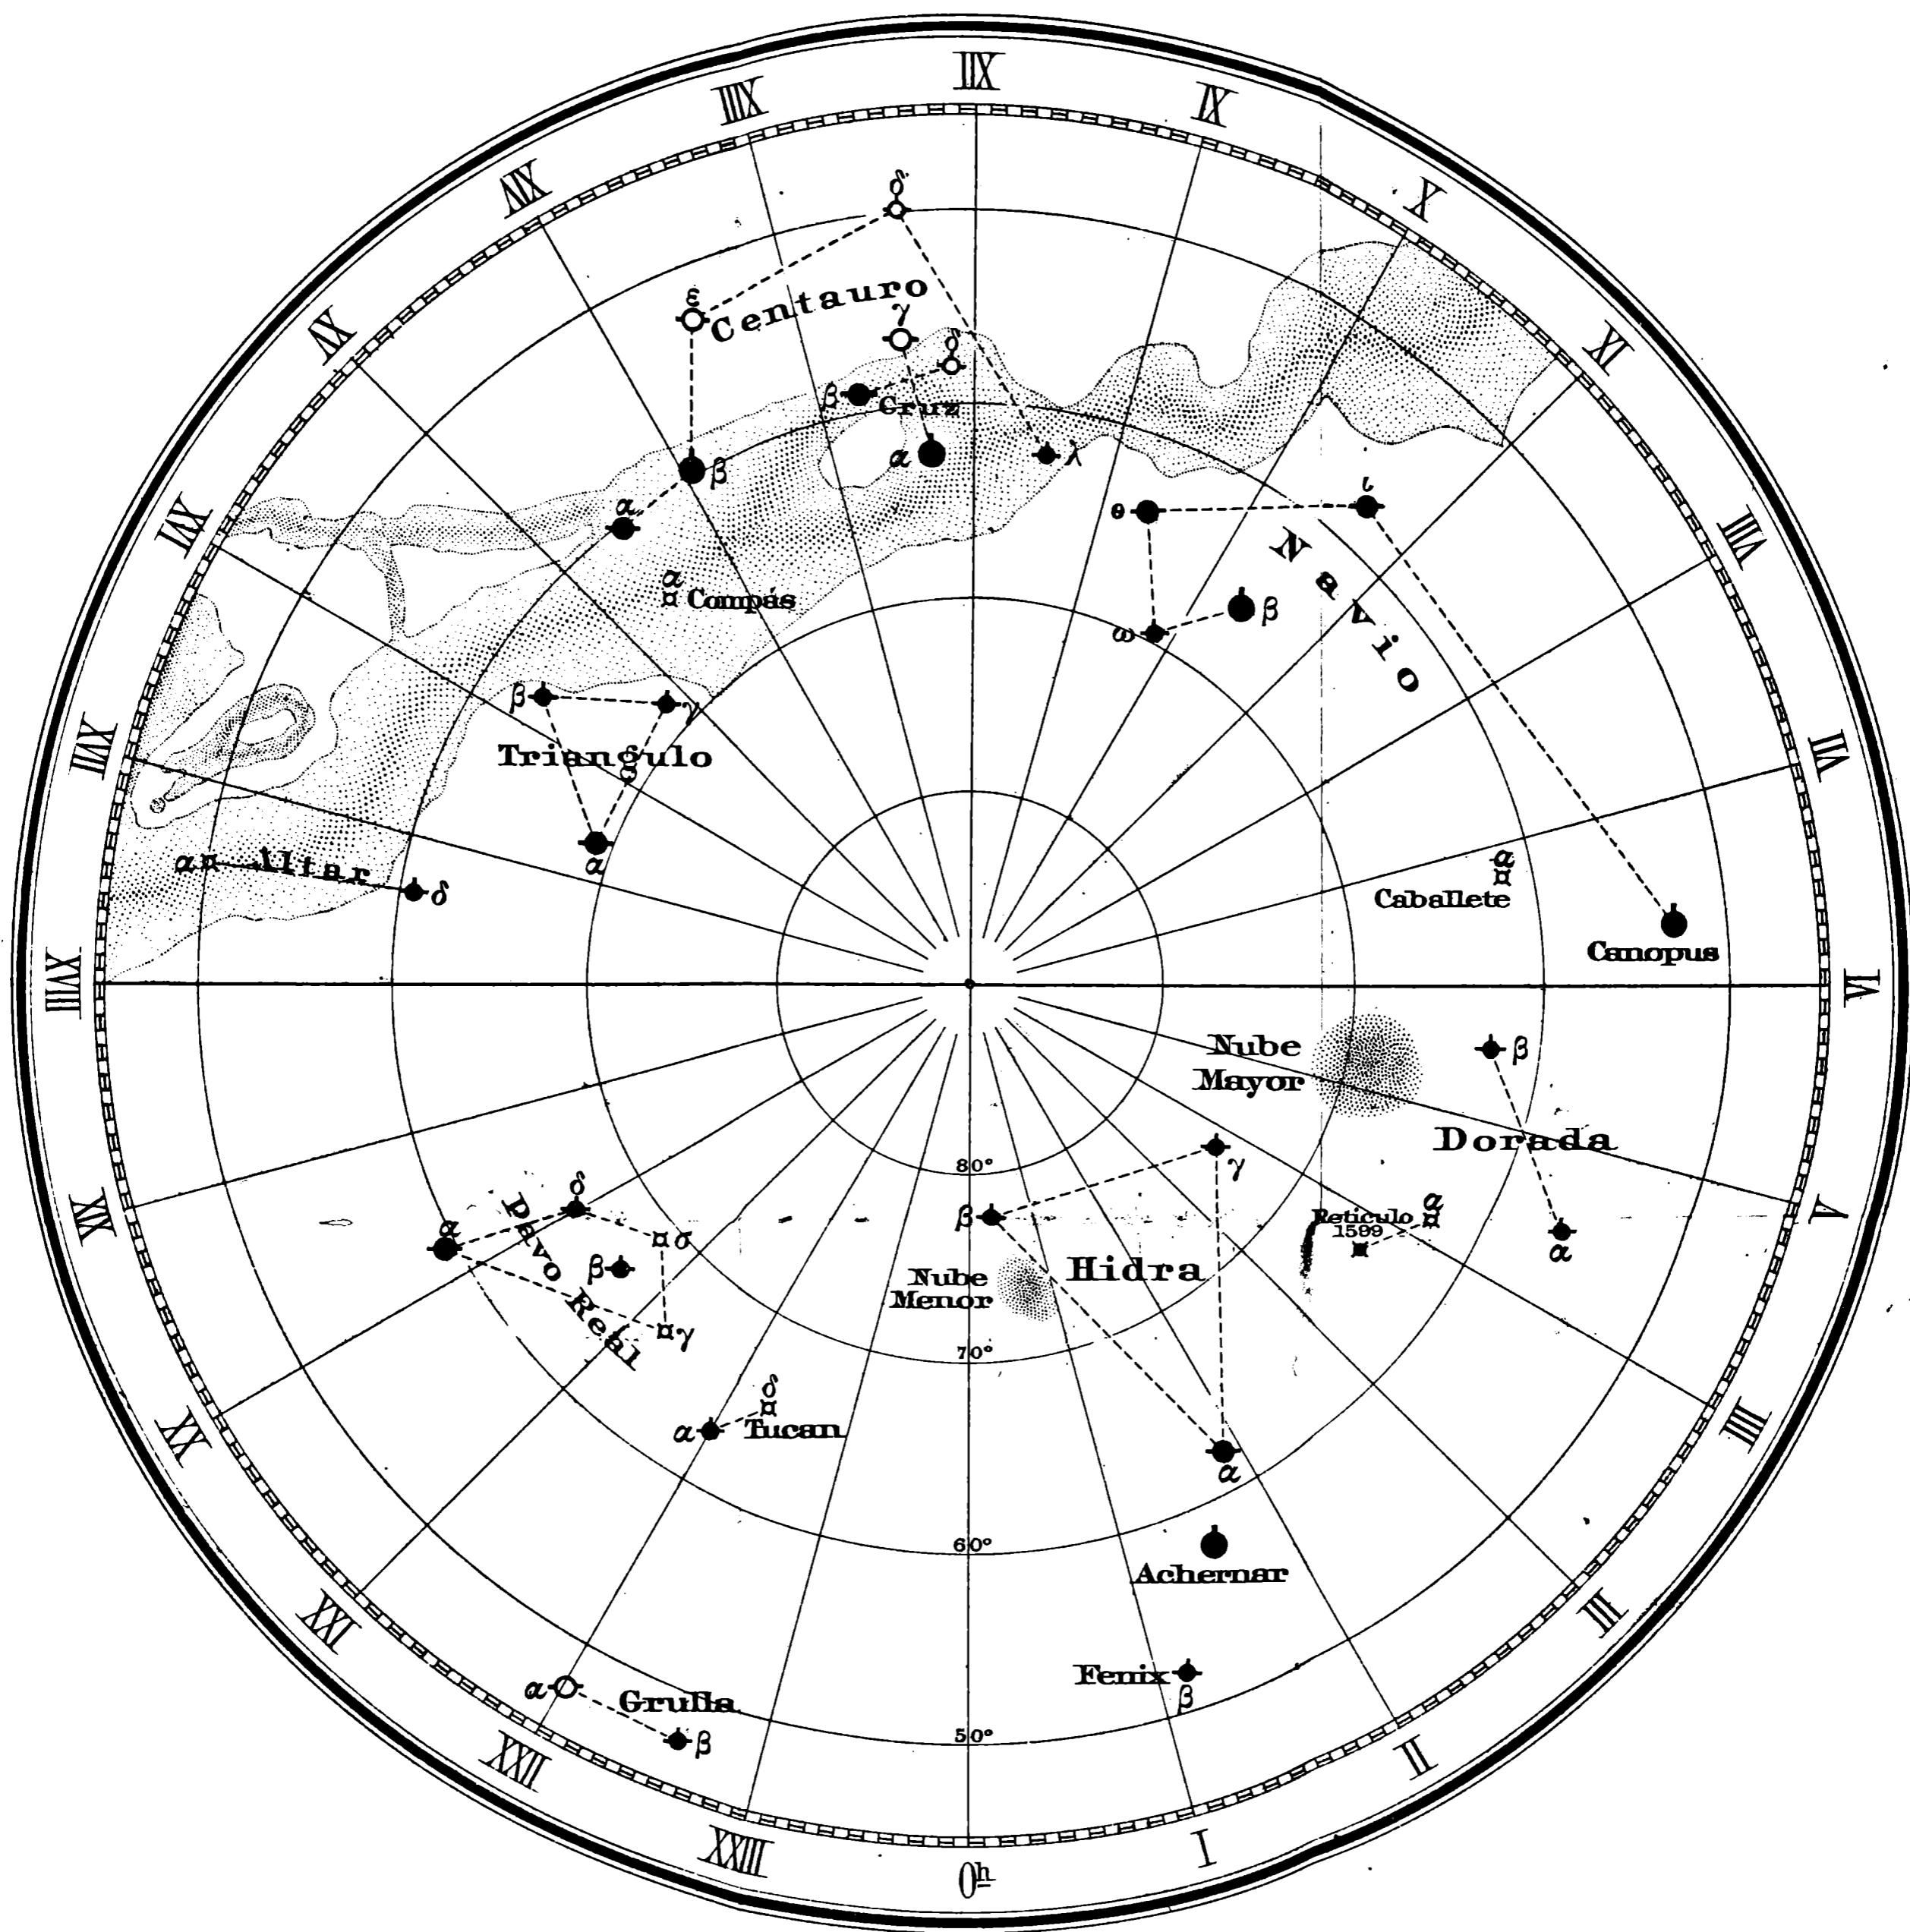 XII
XIII
XI
XIV
X
XV
IX
XVI
VIII
XVII
VII
XVIII
VI
XIX
V
XX
IIII
XXI
III
XXII
II
XXIII
I
0h
δ
ε
Centauro
γ
δ
β
Cruz
α
λ
β
α
α
Compás
θ
ι
Navio
β
ω
β
γ
Triangulo
α
α
Altar
δ
α
Caballete
Canopus
Nube
Mayor
β
Dorada
α
80°
γ
β
Hidra
α
Reticulo
1599
α
Nube
Menor
70°
δ
Pavo Real
α
σ
β
γ
δ
α
Tucan
60°
Achernar
Fenix
β
α
Grulla
β
50°